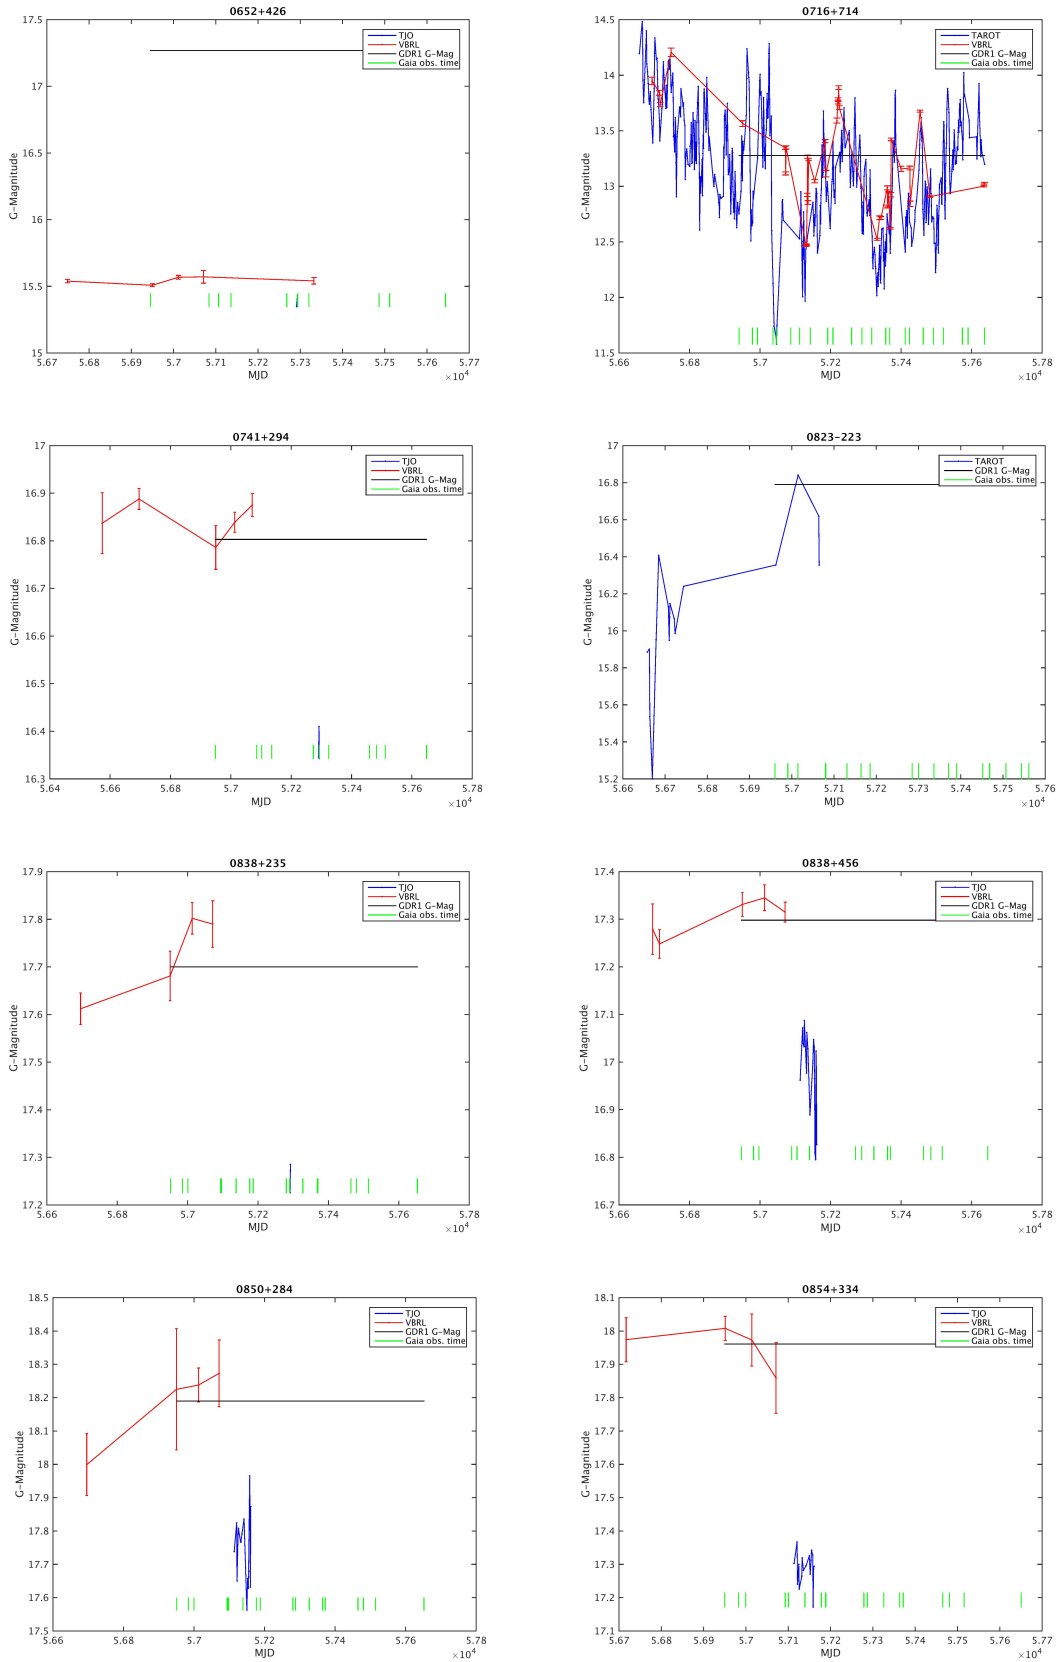 0652+426
17.5
17
16.5
16
15.5
15
G-Magnitude
TJO
VBRL
GDR1 G-Mag
Gaia obs. time
5.67 5.68 5.69 5.7 5.71 5.72 5.73 5.74 5.75 5.76 5.77
MJD
×10⁴
0716+714
14.5
14
13.5
13
12.5
12
11.5
G-Magnitude
TAROT
VBRL
GDR1 G-Mag
Gaia obs. time
5.66 5.68 5.7 5.72 5.74 5.76 5.78
MJD
×10⁴
0741+294
17
16.9
16.8
16.7
16.6
16.5
16.4
16.3
G-Magnitude
TJO
VBRL
GDR1 G-Mag
Gaia obs. time
5.64 5.66 5.68 5.7 5.72 5.74 5.76 5.78
MJD
×10⁴
0823-223
17
16.8
16.6
16.4
16.2
16
15.8
15.6
15.4
15.2
G-Magnitude
TAROT
GDR1 G-Mag
Gaia obs. time
5.66 5.67 5.68 5.69 5.7 5.71 5.72 5.73 5.74 5.75 5.76
MJD
×10⁴
0838+235
17.9
17.8
17.7
17.6
17.5
17.4
17.3
17.2
G-Magnitude
TJO
VBRL
GDR1 G-Mag
Gaia obs. time
5.66 5.68 5.7 5.72 5.74 5.76 5.78
MJD
×10⁴
0838+456
17.4
17.3
17.2
17.1
17
16.9
16.8
16.7
G-Magnitude
TJO
VBRL
GDR1 G-Mag
Gaia obs. time
5.66 5.68 5.7 5.72 5.74 5.76 5.78
MJD
×10⁴
0850+284
18.5
18.4
18.3
18.2
18.1
18
17.9
17.8
17.7
17.6
17.5
G-Magnitude
TJO
VBRL
GDR1 G-Mag
Gaia obs. time
5.66 5.68 5.7 5.72 5.74 5.76 5.78
MJD
×10⁴
0854+334
18.1
18
17.9
17.8
17.7
17.6
17.5
17.4
17.3
17.2
17.1
G-Magnitude
TJO
VBRL
GDR1 G-Mag
Gaia obs. time
5.67 5.68 5.69 5.7 5.71 5.72 5.73 5.74 5.75 5.76 5.77
MJD
×10⁴